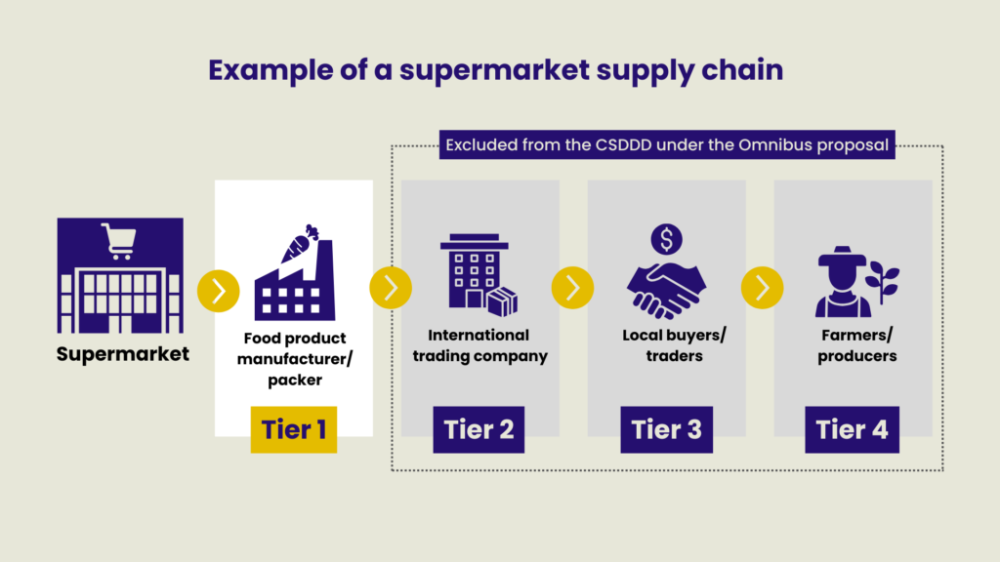 Example of a supermarket supply chain
Excluded from the CSDDD under the Omnibus proposal
Supermarket
Food product
manufacturer/
packer
Tier 1
International
trading company
Tier 2
$
Local buyers/
traders
Tier 3
Farmers/
producers
Tier 4